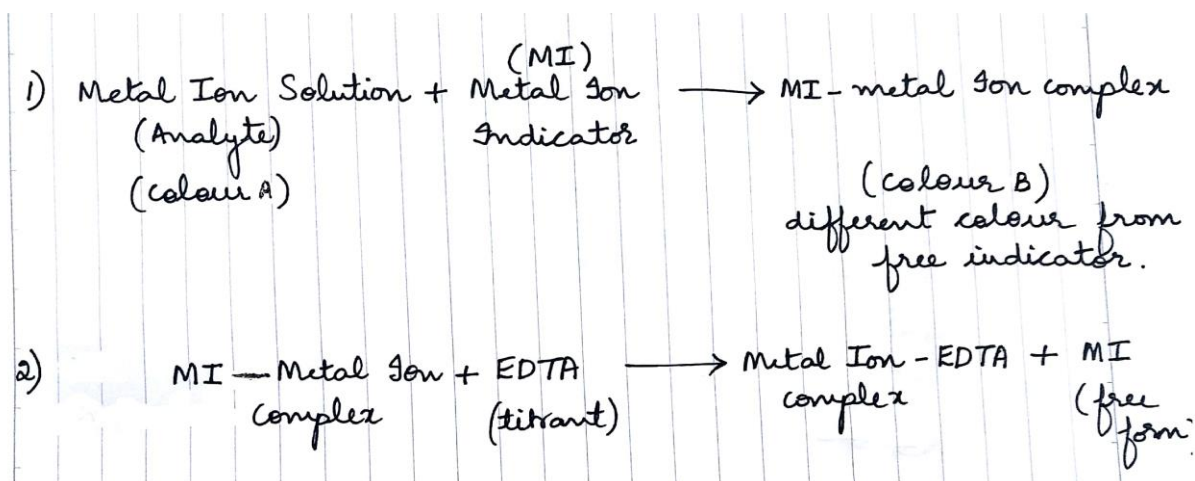 (MI)
1) Metal Ion Solution + Metal Ion → MI - metal Ion complex
(Analyte) Indicator
(colour A)
(colour B)
different colour from
free indicator.
2) MI — Metal Ion + EDTA → Metal Ion - EDTA + MI
complex (titrant) complex (free
form.